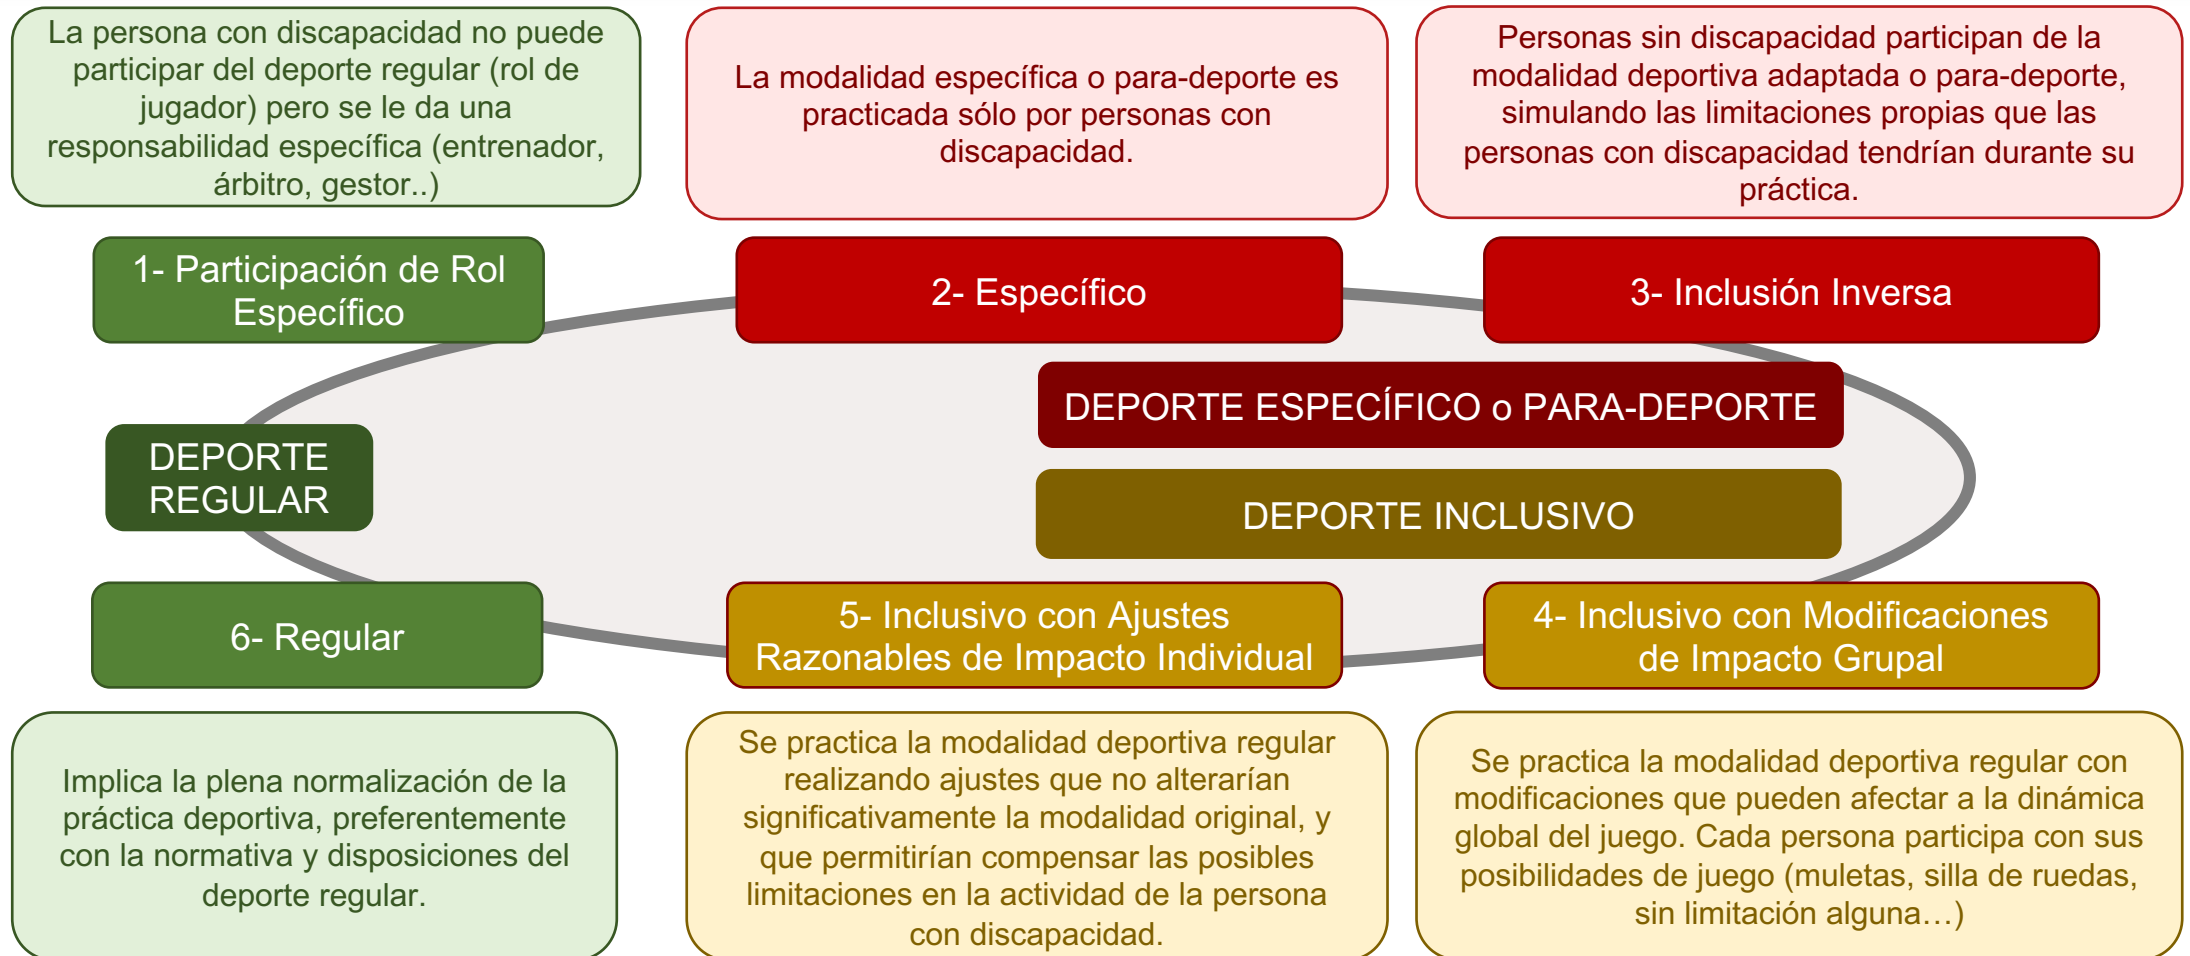 La persona con discapacidad no puede
participar del deporte regular (rol de
jugador) pero se le da una
responsabilidad específica (entrenador,
árbitro, gestor..)
La modalidad específica o para-deporte es
practicada sólo por personas con
discapacidad.
Personas sin discapacidad participan de la
modalidad deportiva adaptada o para-deporte,
simulando las limitaciones propias que las
personas con discapacidad tendrían durante su
práctica.
1- Participación de Rol
Específico
2- Específico
3- Inclusión Inversa
DEPORTE ESPECÍFICO o PARA-DEPORTE
DEPORTE
REGULAR
DEPORTE INCLUSIVO
6- Regular
5- Inclusivo con Ajustes
Razonables de Impacto Individual
4- Inclusivo con Modificaciones
de Impacto Grupal
Implica la plena normalización de la
práctica deportiva, preferentemente
con la normativa y disposiciones del
deporte regular.
Se practica la modalidad deportiva regular
realizando ajustes que no alterarían
significativamente la modalidad original, y
que permitirían compensar las posibles
limitaciones en la actividad de la persona
con discapacidad.
Se practica la modalidad deportiva regular con
modificaciones que pueden afectar a la dinámica
global del juego. Cada persona participa con sus
posibilidades de juego (muletas, silla de ruedas,
sin limitación alguna…)